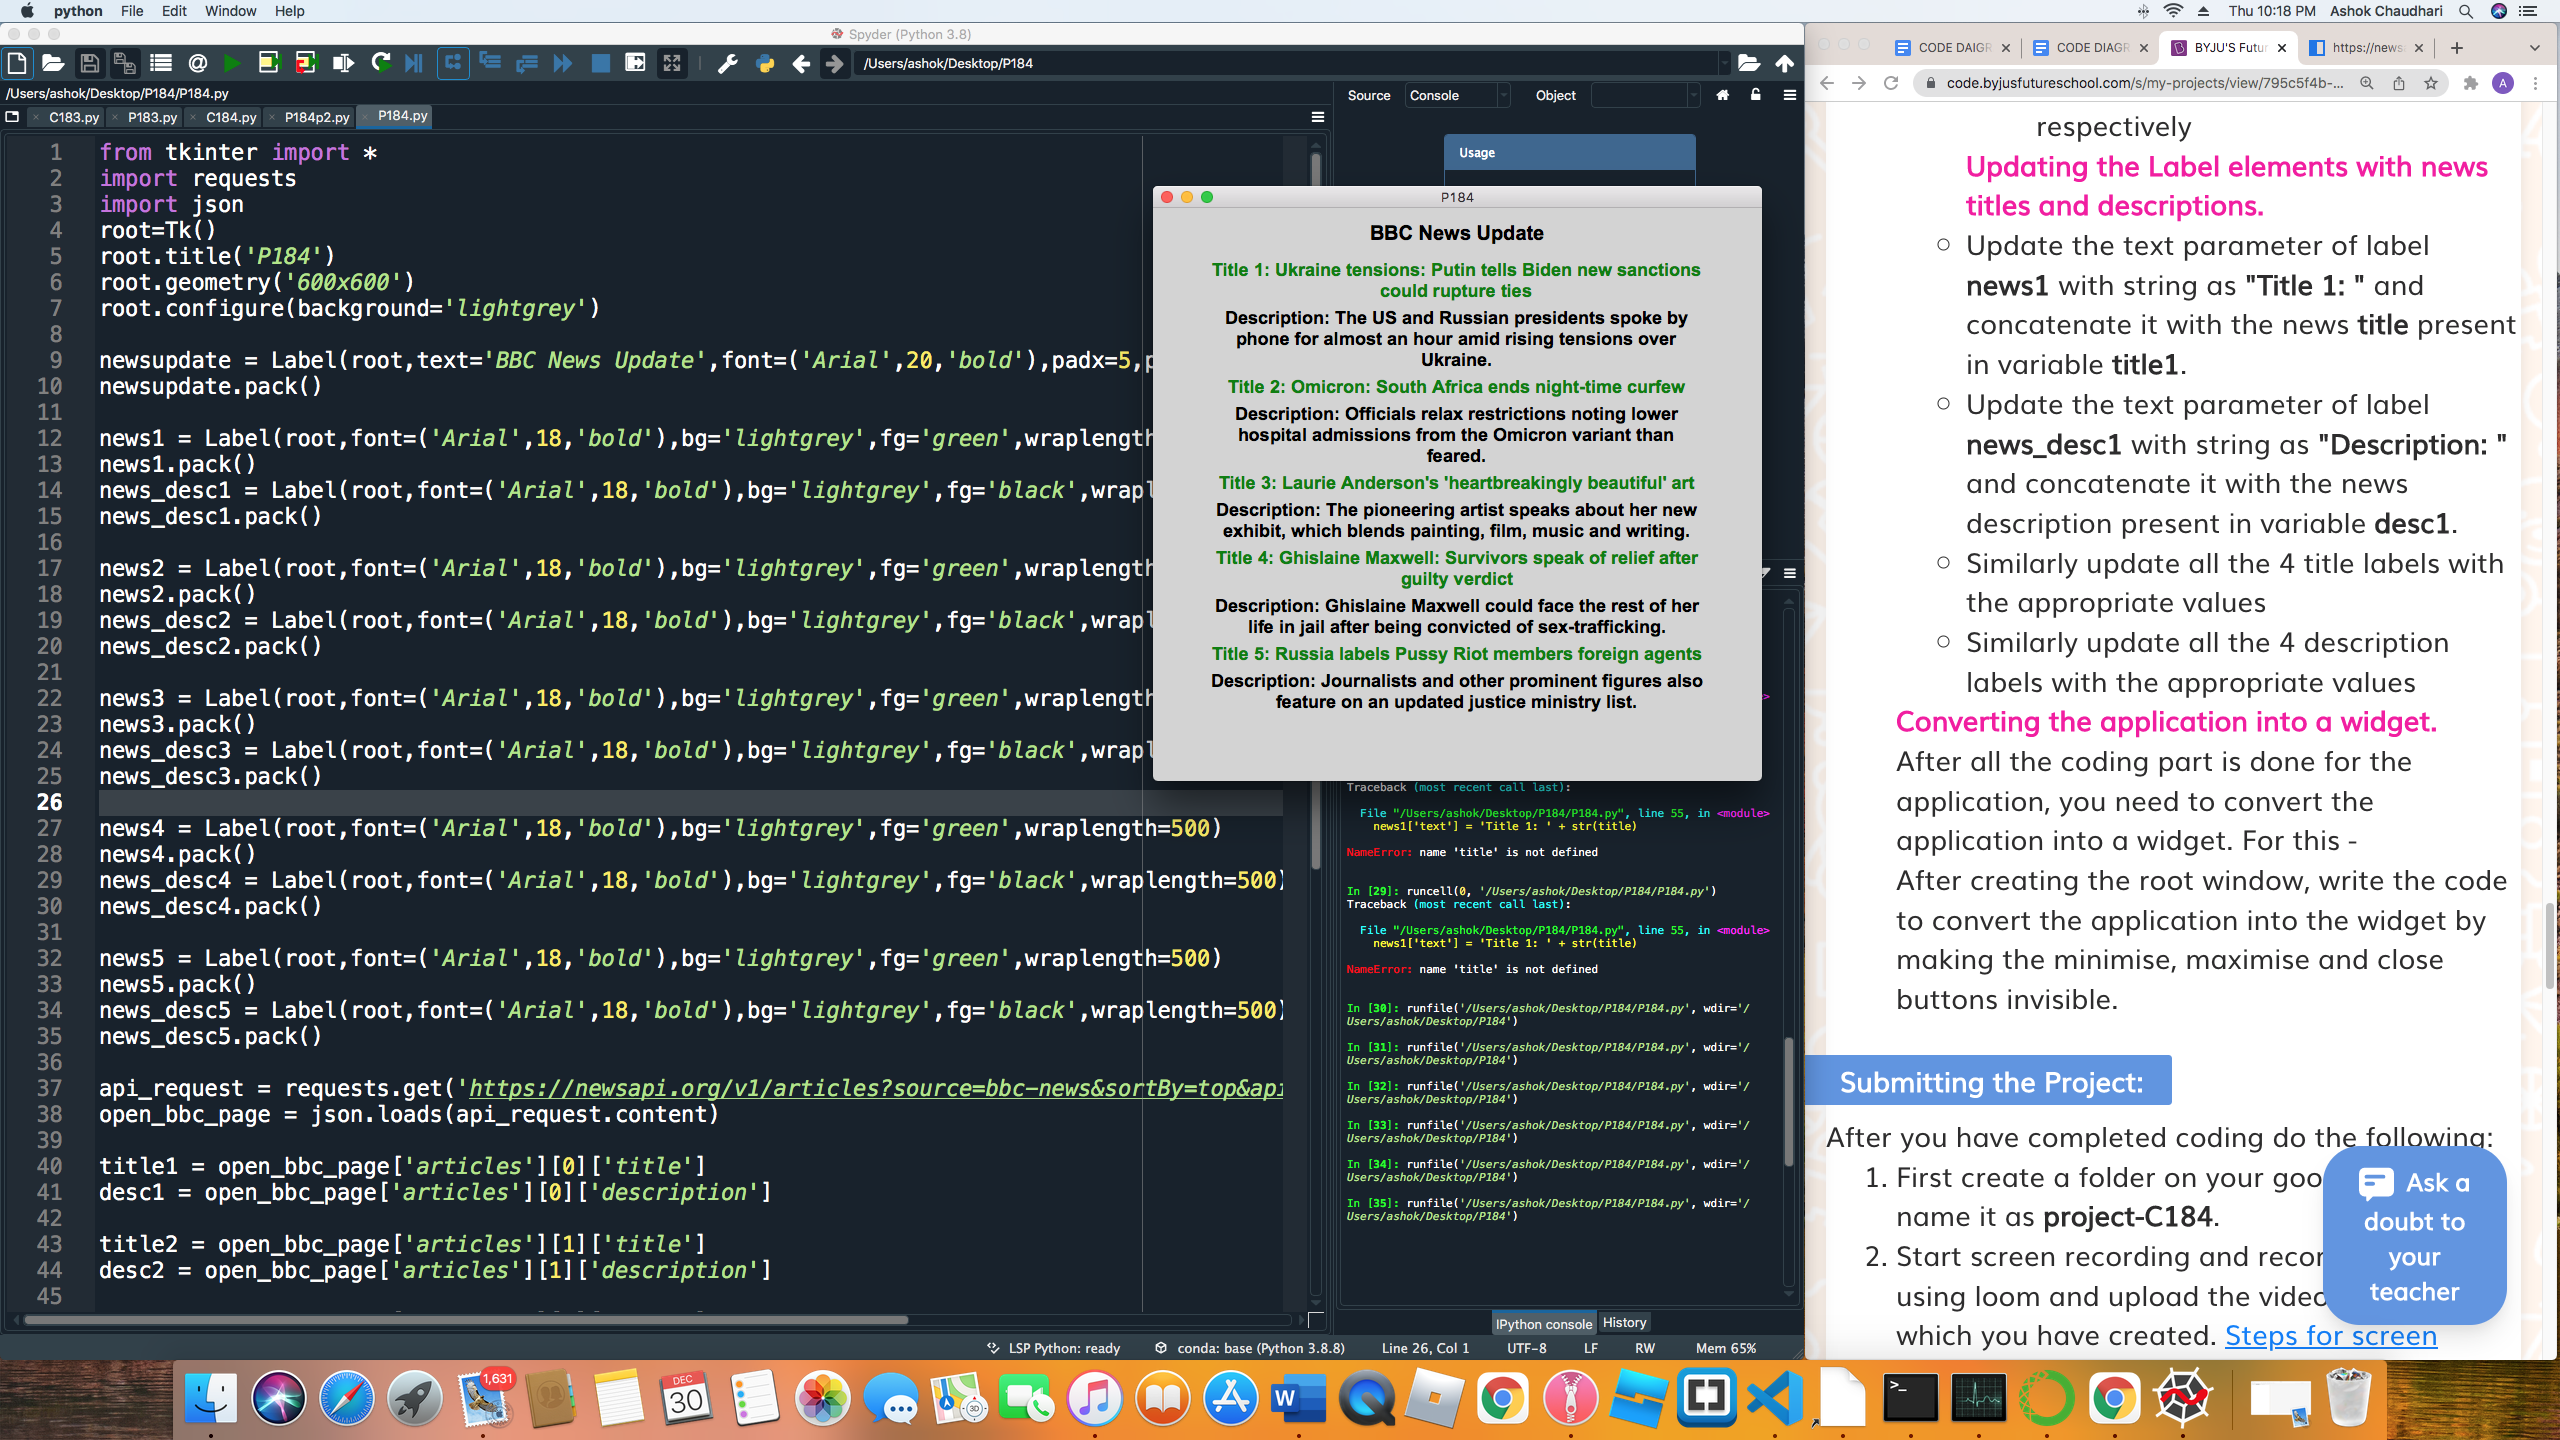 python File Edit Window Help
Thu 10:18 PM Ashok Chaudhari
Spyder (Python 3.8)
/Users/ashok/Desktop/P184
/Users/ashok/Desktop/P184/P184.py
C183.py P183.py C184.py P184p2.py P184.py
1 from tkinter import *
2 import requests
3 import json
4 root=Tk()
5 root.title('P184')
6 root.geometry('600x600')
7 root.configure(background='lightgrey')
8
9 newsupdate = Label(root,text='BBC News Update',font=('Arial',20,'bold'),padx=5,p
10 newsupdate.pack()
11
12 news1 = Label(root,font=('Arial',18,'bold'),bg='lightgrey',fg='green',wraplength
13 news1.pack()
14 news_desc1 = Label(root,font=('Arial',18,'bold'),bg='lightgrey',fg='black',wrapl
15 news_desc1.pack()
16
17 news2 = Label(root,font=('Arial',18,'bold'),bg='lightgrey',fg='green',wraplength
18 news2.pack()
19 news_desc2 = Label(root,font=('Arial',18,'bold'),bg='lightgrey',fg='black',wrapl
20 news_desc2.pack()
21
22 news3 = Label(root,font=('Arial',18,'bold'),bg='lightgrey',fg='green',wraplength
23 news3.pack()
24 news_desc3 = Label(root,font=('Arial',18,'bold'),bg='lightgrey',fg='black',wrapl
25 news_desc3.pack()
26
27 news4 = Label(root,font=('Arial',18,'bold'),bg='lightgrey',fg='green',wraplength=500)
28 news4.pack()
29 news_desc4 = Label(root,font=('Arial',18,'bold'),bg='lightgrey',fg='black',wraplength=500)
30 news_desc4.pack()
31
32 news5 = Label(root,font=('Arial',18,'bold'),bg='lightgrey',fg='green',wraplength=500)
33 news5.pack()
34 news_desc5 = Label(root,font=('Arial',18,'bold'),bg='lightgrey',fg='black',wraplength=500)
35 news_desc5.pack()
36
37 api_request = requests.get('https://newsapi.org/v1/articles?source=bbc-news&sortBy=top&api
38 open_bbc_page = json.loads(api_request.content)
39
40 title1 = open_bbc_page['articles'][0]['title']
41 desc1 = open_bbc_page['articles'][0]['description']
42
43 title2 = open_bbc_page['articles'][1]['title']
44 desc2 = open_bbc_page['articles'][1]['description']
45
Source Console Object
Usage
P184
BBC News Update
Title 1: Ukraine tensions: Putin tells Biden new sanctions
could rupture ties
Description: The US and Russian presidents spoke by
phone for almost an hour amid rising tensions over
Ukraine.
Title 2: Omicron: South Africa ends night-time curfew
Description: Officials relax restrictions noting lower
hospital admissions from the Omicron variant than
feared.
Title 3: Laurie Anderson's 'heartbreakingly beautiful' art
Description: The pioneering artist speaks about her new
exhibit, which blends painting, film, music and writing.
Title 4: Ghislaine Maxwell: Survivors speak of relief after
guilty verdict
Description: Ghislaine Maxwell could face the rest of her
life in jail after being convicted of sex-trafficking.
Title 5: Russia labels Pussy Riot members foreign agents
Description: Journalists and other prominent figures also
feature on an updated justice ministry list.
Traceback (most recent call last):
File "/Users/ashok/Desktop/P184/P184.py", line 55, in <module>
news1['text'] = 'Title 1: ' + str(title)
NameError: name 'title' is not defined
In [29]: runcell(0, '/Users/ashok/Desktop/P184/P184.py')
Traceback (most recent call last):
File "/Users/ashok/Desktop/P184/P184.py", line 55, in <module>
news1['text'] = 'Title 1: ' + str(title)
NameError: name 'title' is not defined
In [30]: runfile('/Users/ashok/Desktop/P184/P184.py', wdir='/
Users/ashok/Desktop/P184')
In [31]: runfile('/Users/ashok/Desktop/P184/P184.py', wdir='/
Users/ashok/Desktop/P184')
In [32]: runfile('/Users/ashok/Desktop/P184/P184.py', wdir='/
Users/ashok/Desktop/P184')
In [33]: runfile('/Users/ashok/Desktop/P184/P184.py', wdir='/
Users/ashok/Desktop/P184')
In [34]: runfile('/Users/ashok/Desktop/P184/P184.py', wdir='/
Users/ashok/Desktop/P184')
In [35]: runfile('/Users/ashok/Desktop/P184/P184.py', wdir='/
Users/ashok/Desktop/P184')
IPython console History
LSP Python: ready conda: base (Python 3.8.8) Line 26, Col 1 UTF-8 LF RW Mem 65%
CODE DAIGR CODE DIAGR BYJU'S Futu https://news
code.byjusfutureschool.com/s/my-projects/view/795c5f4b-...
A
respectively
Updating the Label elements with news
titles and descriptions.
Update the text parameter of label
news1 with string as "Title 1: " and
concatenate it with the news title present
in variable title1.
Update the text parameter of label
news_desc1 with string as "Description: "
and concatenate it with the news
description present in variable desc1.
Similarly update all the 4 title labels with
the appropriate values
Similarly update all the 4 description
labels with the appropriate values
Converting the application into a widget.
After all the coding part is done for the
application, you need to convert the
application into a widget. For this -
After creating the root window, write the code
to convert the application into the widget by
making the minimise, maximise and close
buttons invisible.
Submitting the Project:
After you have completed coding do the following:
1. First create a folder on your goo
name it as project-C184.
2. Start screen recording and recor
using loom and upload the video
which you have created. Steps for screen
Ask a
doubt to
your
teacher
1,631
DEC
30
3D
W
>_